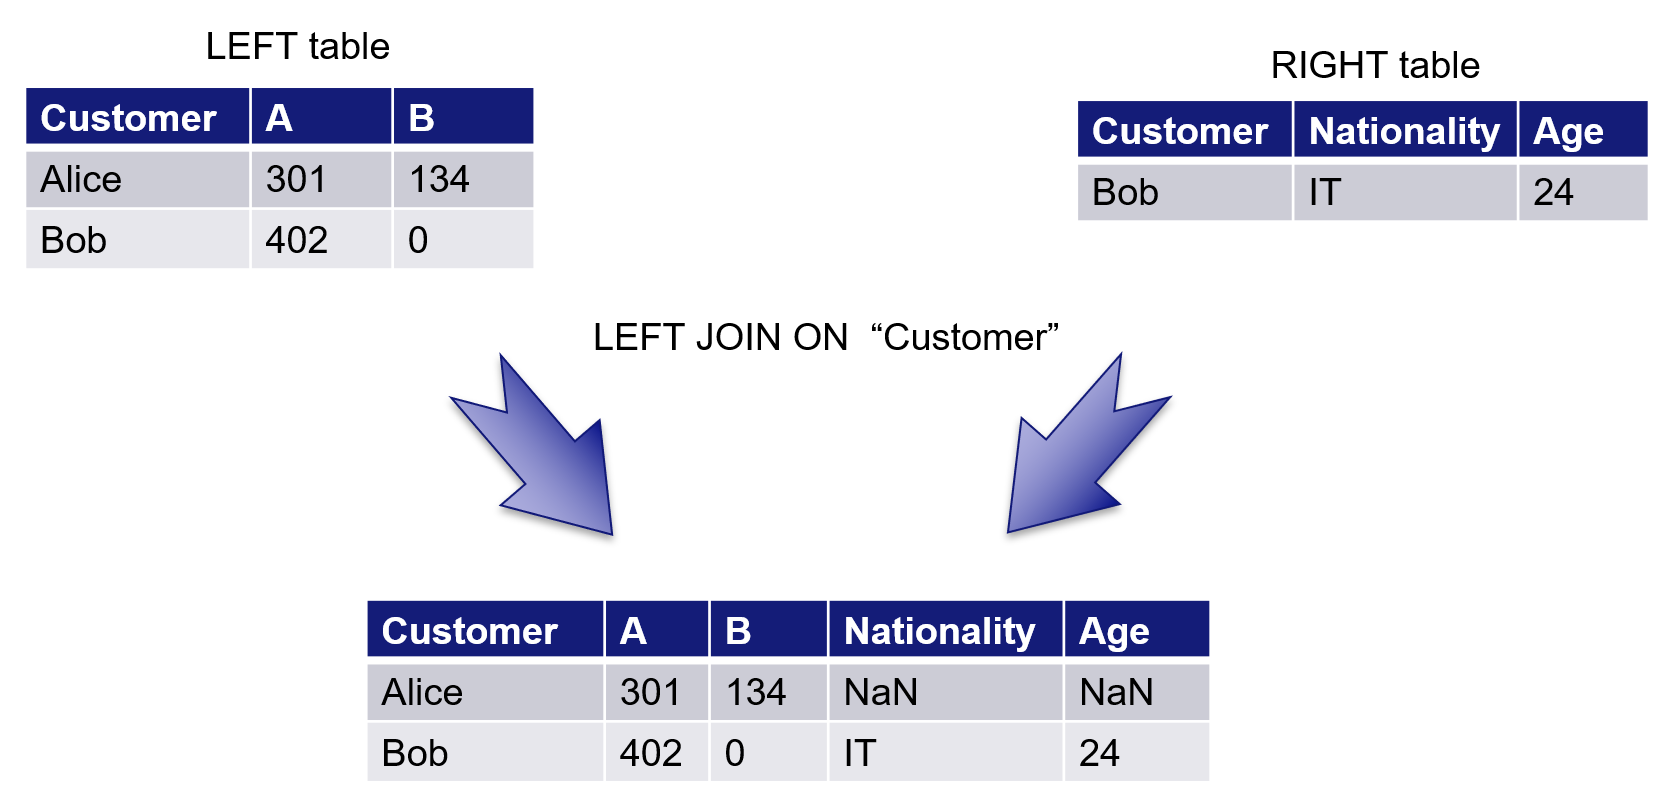 LEFT table
Customer A B
Alice 301 134
Bob 402 0
RIGHT table
Customer Nationality Age
Bob IT 24
LEFT JOIN ON “Customer”
Customer A B Nationality Age
Alice 301 134 NaN NaN
Bob 402 0 IT 24